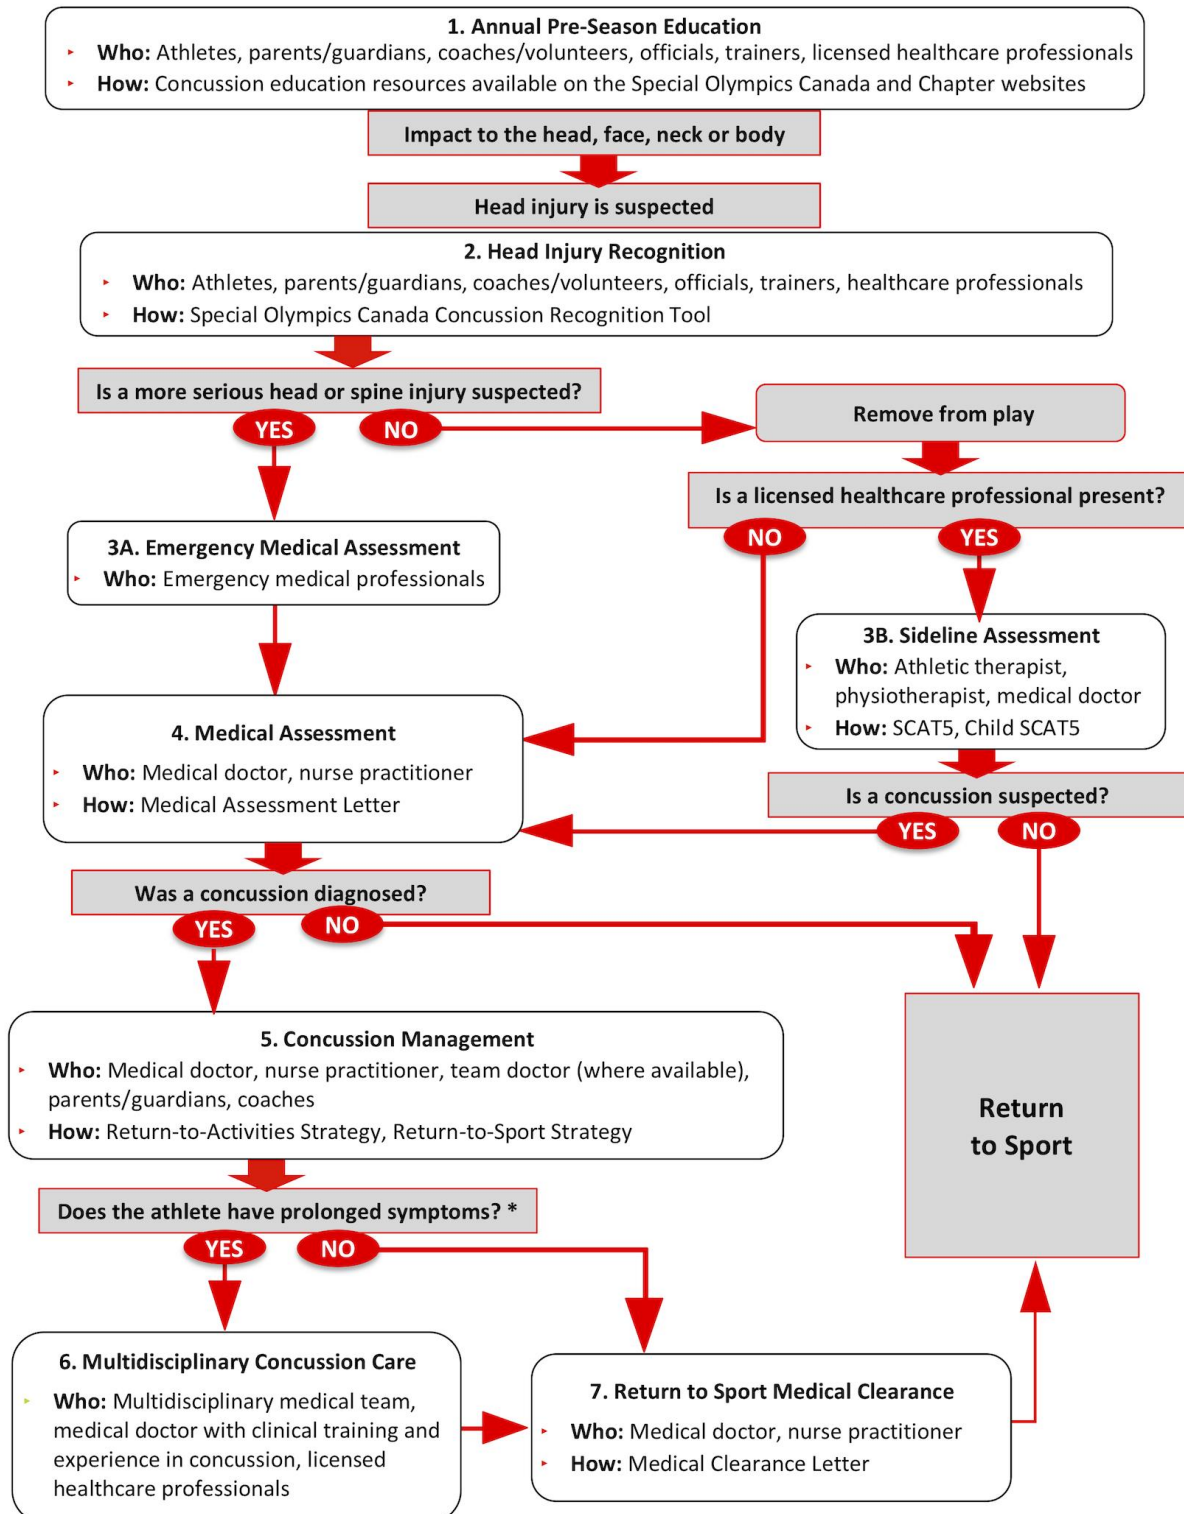 1. Annual Pre-Season Education
Who: Athletes, parents/guardians, coaches/volunteers, officials, trainers, licensed healthcare professionals
How: Concussion education resources available on the Special Olympics Canada and Chapter websites
Impact to the head, face, neck or body
Head injury is suspected
2. Head Injury Recognition
Who: Athletes, parents/guardians, coaches/volunteers, officials, trainers, healthcare professionals
How: Special Olympics Canada Concussion Recognition Tool
Is a more serious head or spine injury suspected?
YES
NO
Remove from play
Is a licensed healthcare professional present?
NO
YES
3A. Emergency Medical Assessment
Who: Emergency medical professionals
3B. Sideline Assessment
Who: Athletic therapist,
physiotherapist, medical doctor
How: SCAT5, Child SCAT5
4. Medical Assessment
Who: Medical doctor, nurse practitioner
How: Medical Assessment Letter
Is a concussion suspected?
YES
NO
Was a concussion diagnosed?
YES
NO
5. Concussion Management
Who: Medical doctor, nurse practitioner, team doctor (where available),
parents/guardians, coaches
How: Return-to-Activities Strategy, Return-to-Sport Strategy
Return
to Sport
Does the athlete have prolonged symptoms? *
YES
NO
6. Multidisciplinary Concussion Care
Who: Multidisciplinary medical team,
medical doctor with clinical training and
experience in concussion, licensed
healthcare professionals
7. Return to Sport Medical Clearance
Who: Medical doctor, nurse practitioner
How: Medical Clearance Letter